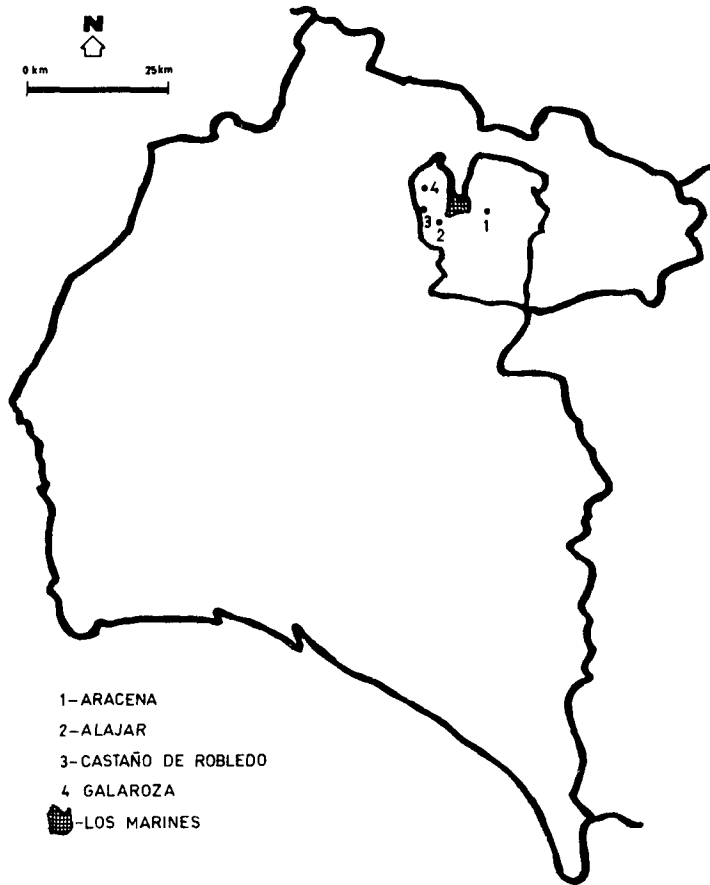 N
0 km 25km
4
3
2
1
1-ARACENA
2-ALAJAR
3-CASTAÑO DE ROBLEDO
4 GALAROZA
-LOS MARINES